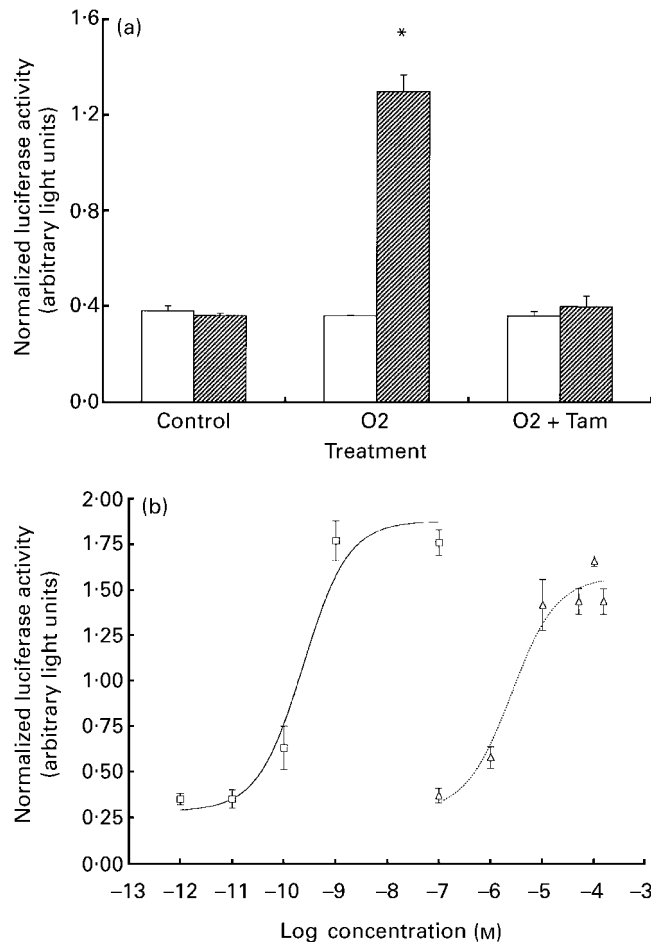 (a)
*
1·6
1·2
0·8
0·4
0·0
Normalized luciferase activity
(arbitrary light units)
Control O2 O2 + Tam
Treatment
(b)
2·00
1·75
1·50
1·25
1·00
0·75
0·50
0·25
0·00
Normalized luciferase activity
(arbitrary light units)
–13 –12 –11 –10 –9 –8 –7 –6 –5 –4 –3
Log concentration (M)